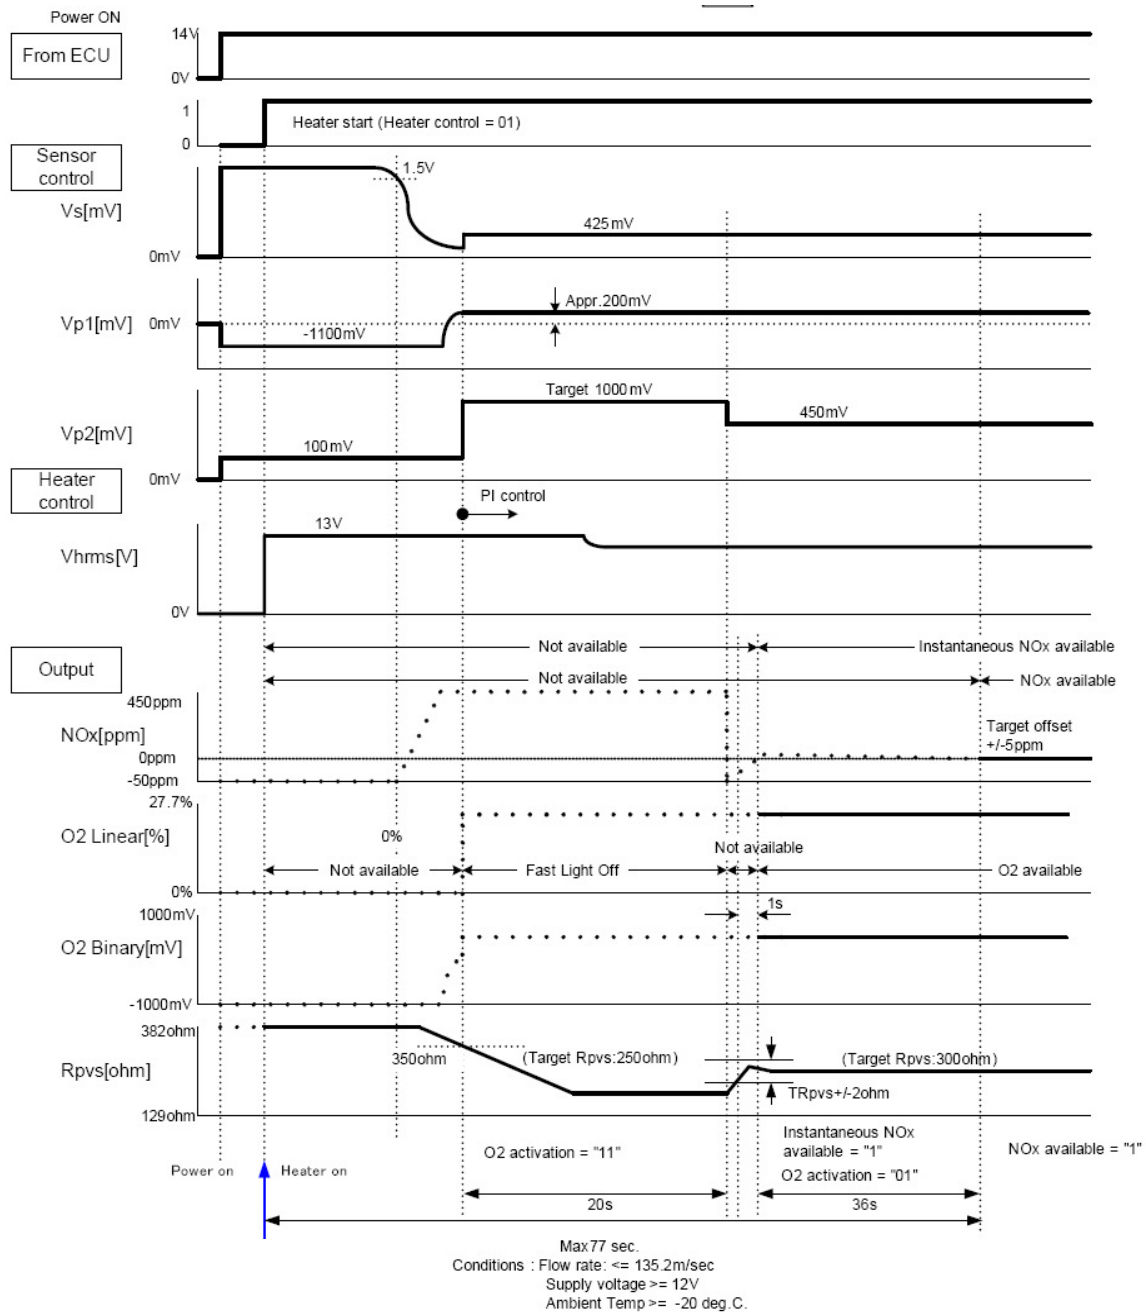 Power ON
From ECU
14V
0V
1
0
Heater start (Heater control = 01)
Sensor control
Vs[mV]
1.5V
425mV
0mV
Vp1[mV]
0mV
-1100mV
Appr.200mV
Vp2[mV]
Target 1000mV
450mV
100mV
0mV
Heater control
PI control
Vhrms[V]
13V
0V
Output
Not available
Instantaneous NOx available
Not available
NOx available
NOx[ppm]
450ppm
0ppm
-50ppm
Target offset
+/-5ppm
O2 Linear[%]
27.7%
0%
Not available
Not available
Fast Light Off
O2 available
0%
1000mV
1s
O2 Binary[mV]
-1000mV
382ohm
Rpvs[ohm]
350ohm
(Target Rpvs:250ohm)
(Target Rpvs:300ohm)
TRpvs+/-2ohm
129ohm
Power on
Heater on
O2 activation = "11"
Instantaneous NOx
available = "1"
O2 activation = "01"
NOx available = "1"
20s
36s
Max77 sec.
Conditions : Flow rate: <= 135.2m/sec
Supply voltage >= 12V
Ambient Temp >= -20 deg.C.